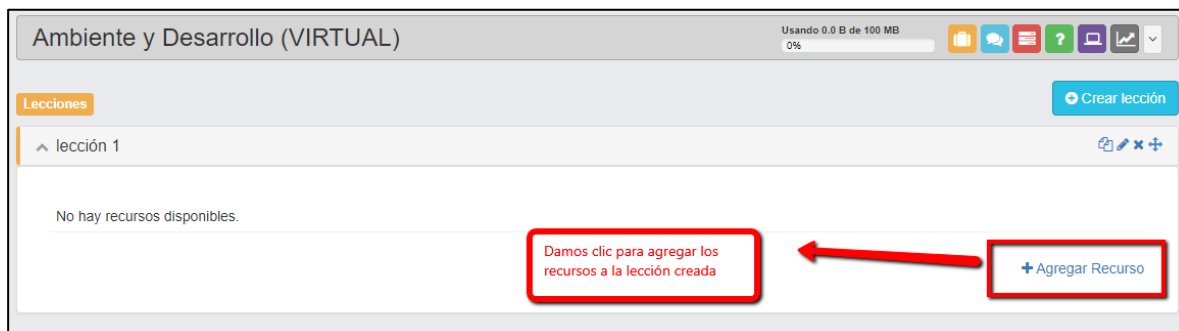 Ambiente y Desarrollo (VIRTUAL)
Usando 0.0 B de 100 MB
0%
?
Lecciones
Crear lección
lección 1
No hay recursos disponibles.
Damos clic para agregar los
recursos a la lección creada
+ Agregar Recurso